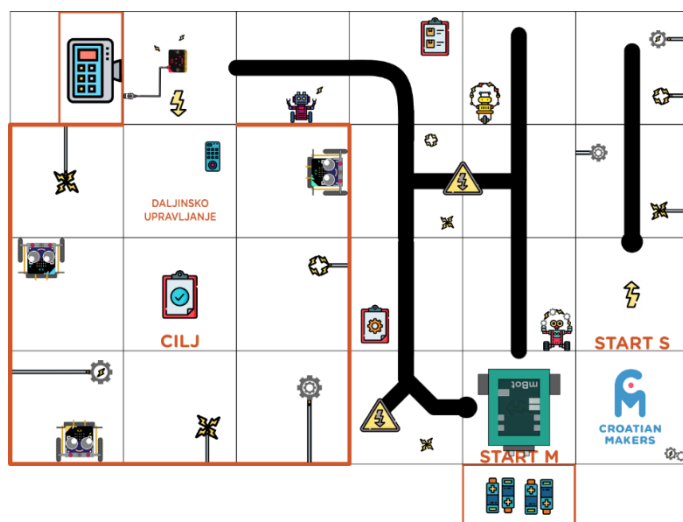 DALJINSKO
UPRAVLJANJE
CILJ
START S
mBot
START M
CROATIAN
MAKERS